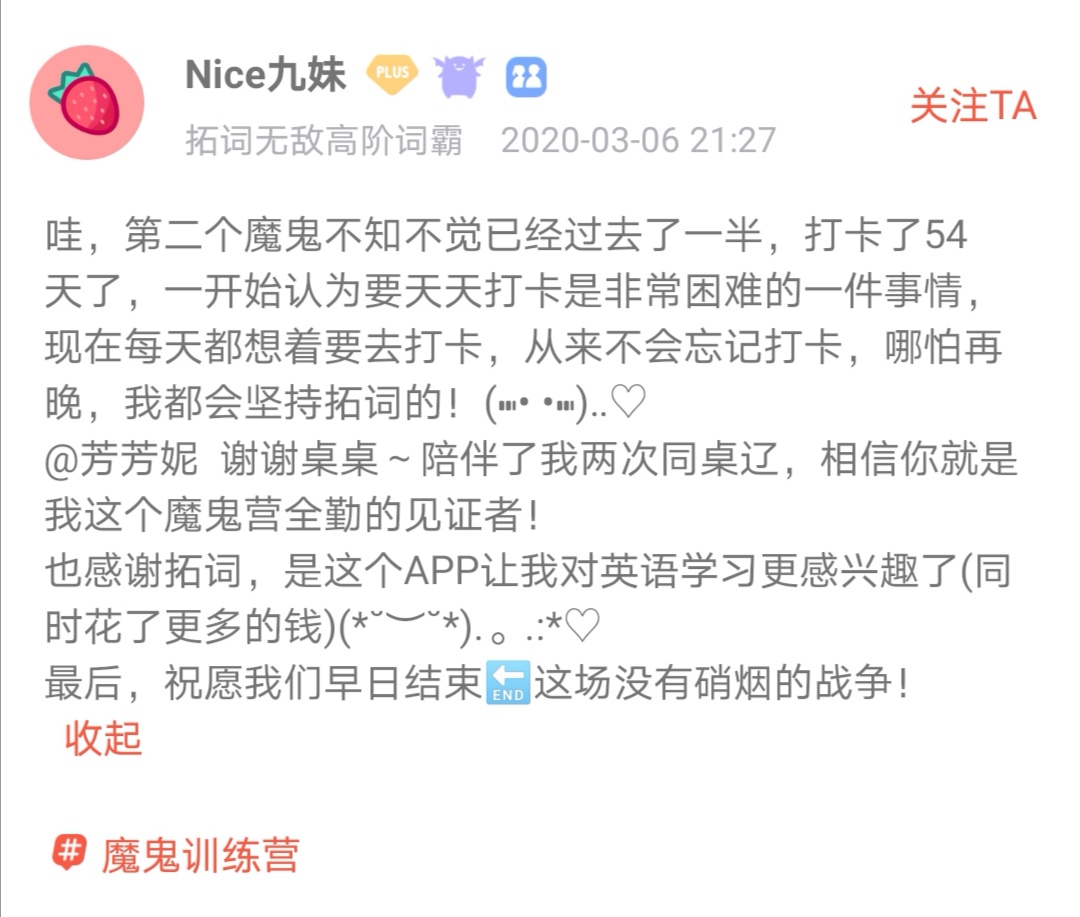 Nice九妹 PLUS
关注TA
拓词无敌高阶词霸 2020-03-06 21:27
哇，第二个魔鬼不知不觉已经过去了一半，打卡了54
天了，一开始认为要天天打卡是非常困难的一件事情，
现在每天都想着要去打卡，从来不会忘记打卡，哪怕再
晚，我都会坚持拓词的！(⑉• •⑉)‥♡
@芳芳妮 谢谢桌桌～陪伴了我两次同桌辽，相信你就是
我这个魔鬼营全勤的见证者！
也感谢拓词，是这个APP让我对英语学习更感兴趣了(同
时花了更多的钱)(*˘︶˘*).｡.:*♡
最后，祝愿我们早日结束🔚这场没有硝烟的战争！
收起
# 魔鬼训练营